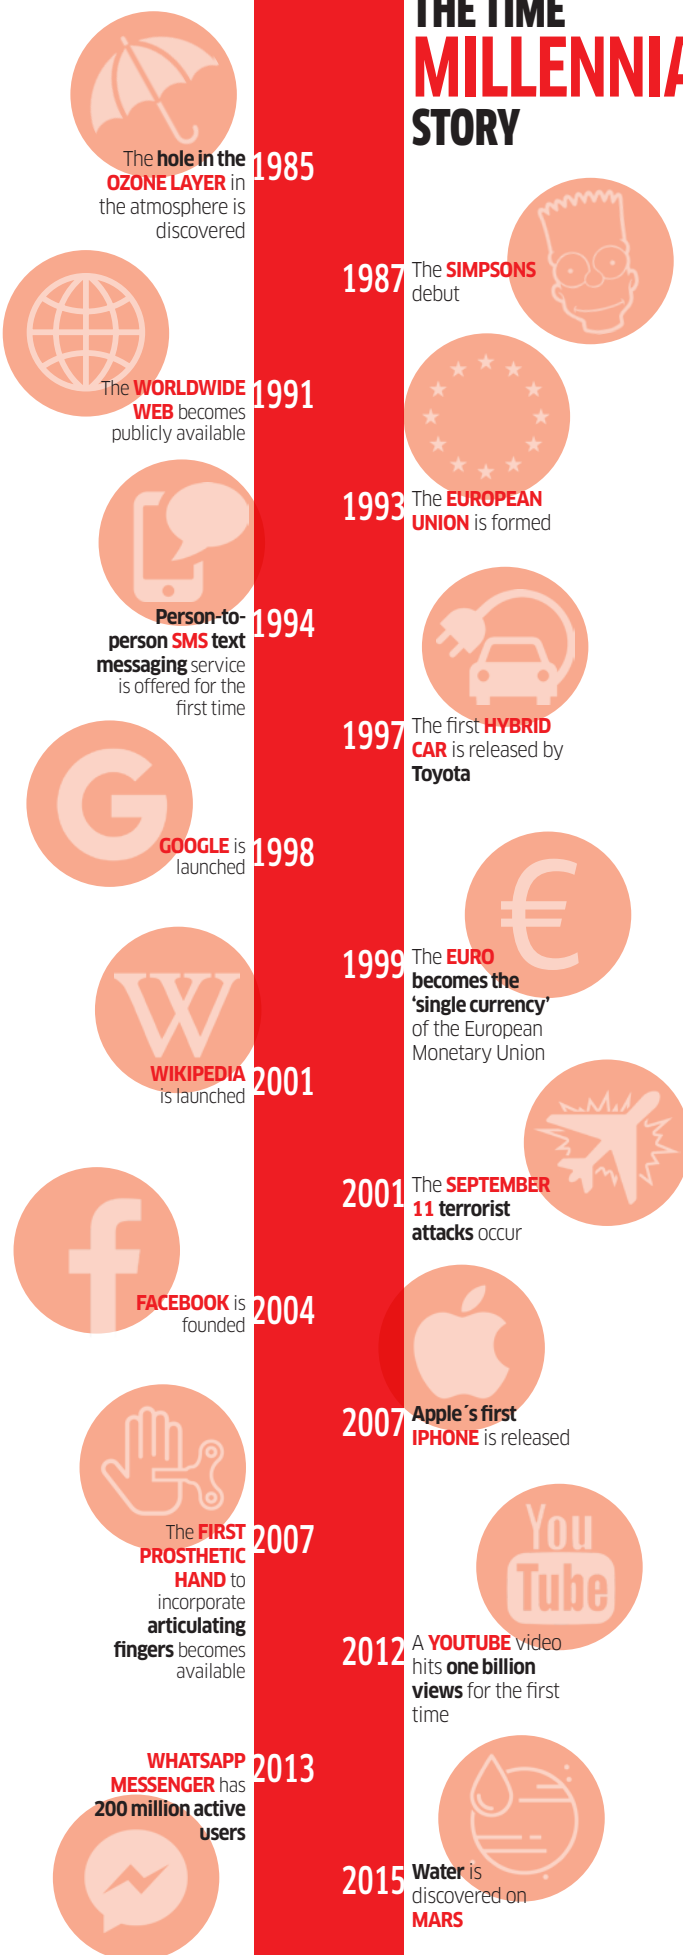 THE TIME
MILLENNIA
STORY
The hole in the
OZONE LAYER in
the atmosphere is
discovered
1985
1987
The SIMPSONS
debut
The WORLDWIDE
WEB becomes
publicly available
1991
1993
The EUROPEAN
UNION is formed
Person-to-
person SMS text
messaging service
is offered for the
first time
1994
1997
The first HYBRID
CAR is released by
Toyota
GOOGLE is
launched
1998
1999
The EURO
becomes the
‘single currency’
of the European
Monetary Union
WIKIPEDIA
is launched
2001
2001
The SEPTEMBER
11 terrorist
attacks occur
FACEBOOK is
founded
2004
2007
Apple´s first
IPHONE is released
The FIRST
PROSTHETIC
HAND to
incorporate
articulating
fingers becomes
available
2007
You
Tube
2012
A YOUTUBE video
hits one billion
views for the first
time
WHATSAPP
MESSENGER has
200 million active
users
2013
2015
Water is
discovered on
MARS